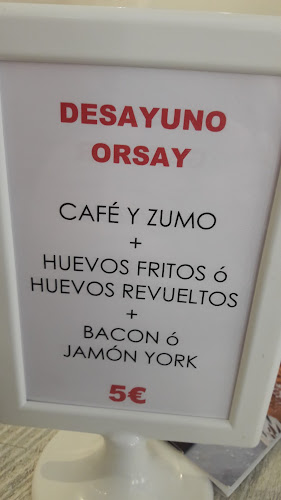 DESAYUNO
ORSAY
CAFÉ Y ZUMO
+
HUEVOS FRITOS ó
HUEVOS REVUELTOS
+
BACON ó
JAMÓN YORK
5€